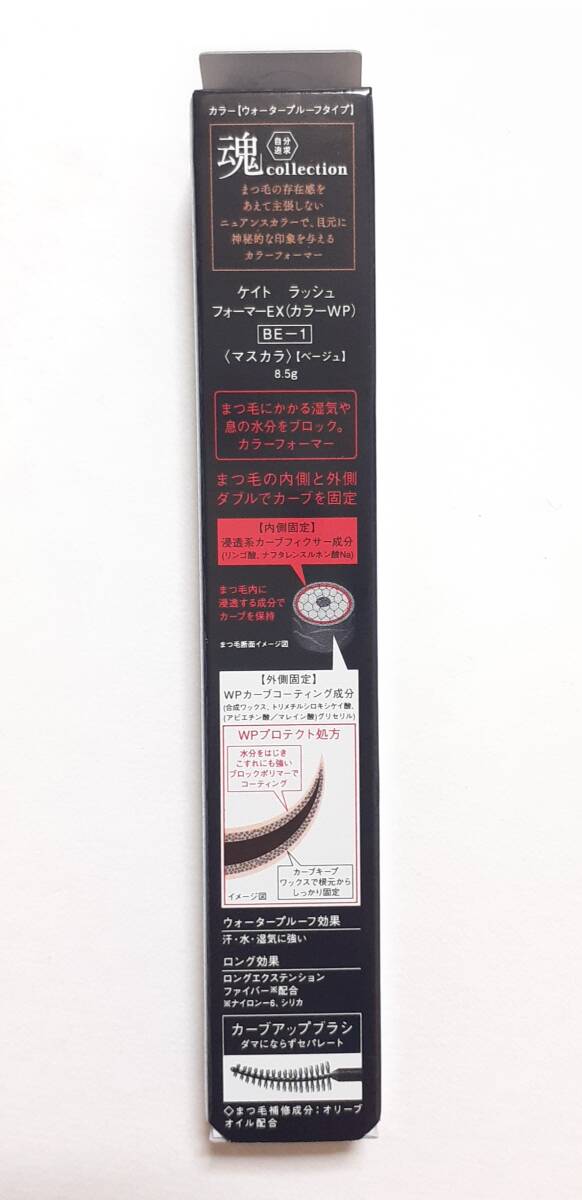 カラー【ウォータープルーフタイプ】
魂 自分追求 collection
まつ毛の存在感を
あえて主張しない
ニュアンスカラーで、目元に
神秘的な印象を与える
カラーフォーマー
ケイト ラッシュ
フォーマーEX(カラーWP)
BE-1
〈マスカラ〉【ベージュ】
8.5g
まつ毛にかかる湿気や
息の水分をブロック。
カラーフォーマー
まつ毛の内側と外側
ダブルでカーブを固定
【内側固定】
浸透系カーブフィクサー成分
(リンゴ酸、ナフタレンスルホン酸Na)
まつ毛内に
浸透する成分で
カーブを保持
まつ毛断面イメージ図
【外側固定】
WPカーブコーティング成分
(合成ワックス、トリメチルシロキシケイ酸、
(アビエチン酸/マレイン酸)グリセリル)
WPプロテクト処方
水分をはじき
こすれにも強い
ブロックポリマーで
コーティング
カーブキープ
ワックスで根元から
しっかり固定
イメージ図
ウォータープルーフ効果
汗・水・湿気に強い
ロング効果
ロングエクステンション
ファイバー※配合
※ナイロン-6、シリカ
カーブアップブラシ
ダマにならずセパレート
◇まつ毛補修成分:オリーブ
オイル配合